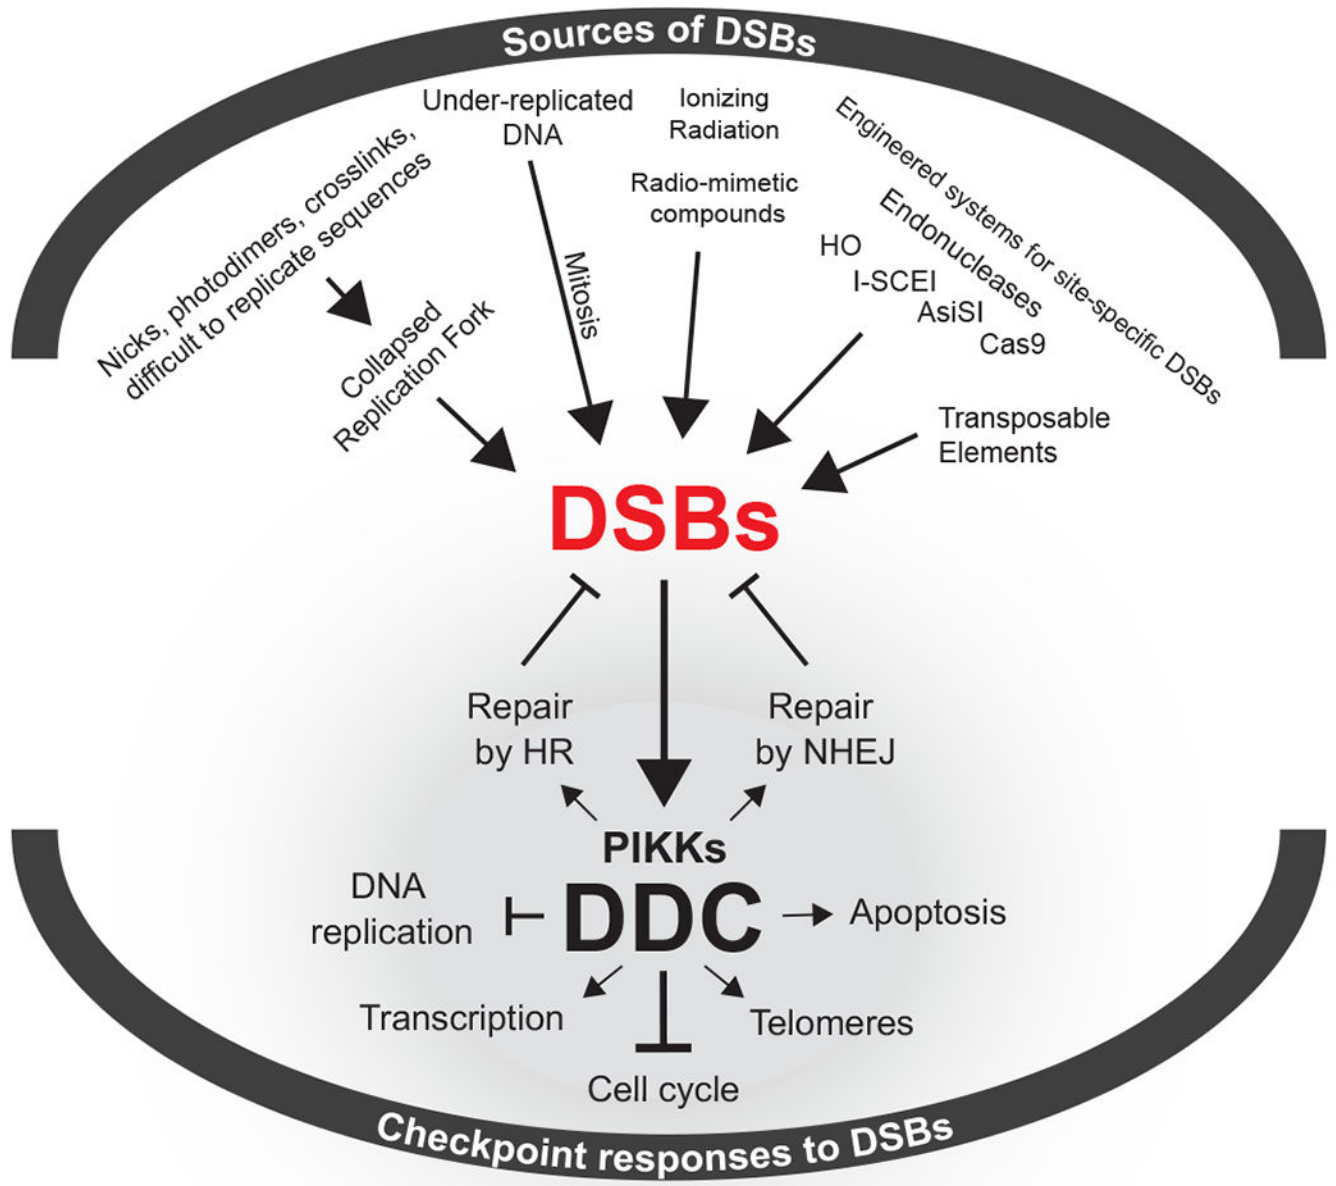 Sources of DSBs
Nicks, photodimers, crosslinks,
difficult to replicate sequences
Under-replicated
DNA
Mitosis
Ionizing
Radiation
Radio-mimetic
compounds
Engineered systems for site-specific DSBs
Endonucleases
HO
I-SCEI
AsiSI
Cas9
Collapsed
Replication Fork
Transposable
Elements
DSBs
Repair
by HR
Repair
by NHEJ
PIKKs
DDC
DNA
replication
Apoptosis
Transcription
Telomeres
Cell cycle
Checkpoint responses to DSBs